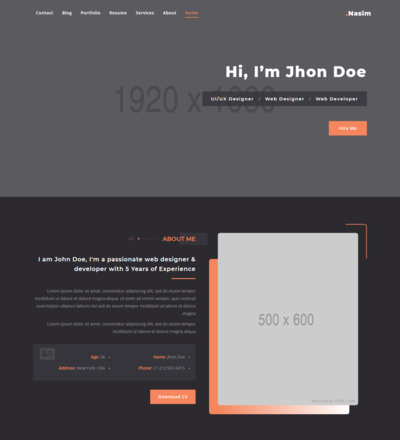 Contact Blog Portfolio Resume Services About Home
.Nasim
Hi, I'm Jhon Doe
1920 x
UI/UX Designer / Web Designer / Web Developer
Hire Me
ABOUT ME
I am John Doe, I'm a passionate web designer &
developer with 5 Years of Experience
Lorem ipsum dolor sit amet, consectetur adipisicing elit, sed do eiusm tempor
incididunt ut labore et dolore magna aliqua. Ut enim ad minim veniam, quis nostrud
exercitation ullamco laboris nisi sed do eiusm tempor incididunt ut labore et dolore
magna
Lorem ipsum dolor sit amet, consectetur adipisicing elit, sed do eiusm tempor
incididunt ut labore et dolore magna aliqua
Age: 26 • Name: Jhon Doe •
Address: New York, USA • Phone:
Download CV
500 x 600